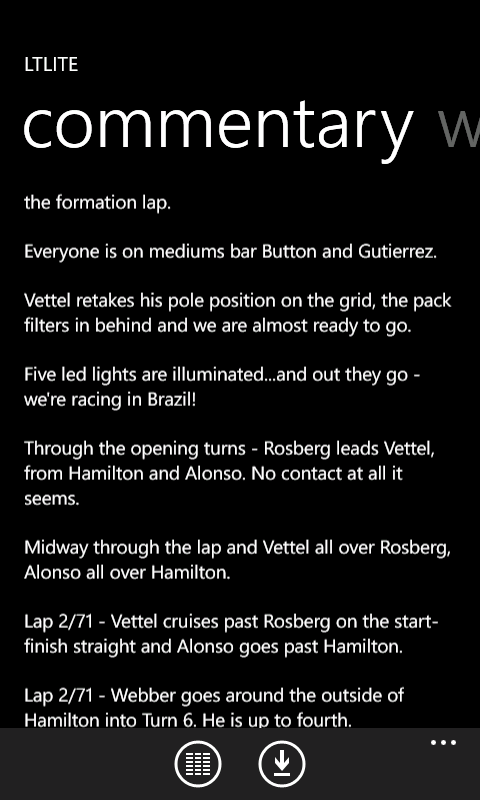 LTLITE
commentary w
the formation lap.
Everyone is on mediums bar Button and Gutierrez.
Vettel retakes his pole position on the grid, the pack
filters in behind and we are almost ready to go.
Five led lights are illuminated...and out they go -
we're racing in Brazil!
Through the opening turns - Rosberg leads Vettel,
from Hamilton and Alonso. No contact at all it
seems.
Midway through the lap and Vettel all over Rosberg,
Alonso all over Hamilton.
Lap 2/71 - Vettel cruises past Rosberg on the start-
finish straight and Alonso goes past Hamilton.
Lap 2/71 - Webber goes around the outside of
Hamilton into Turn 6. He is up to fourth.